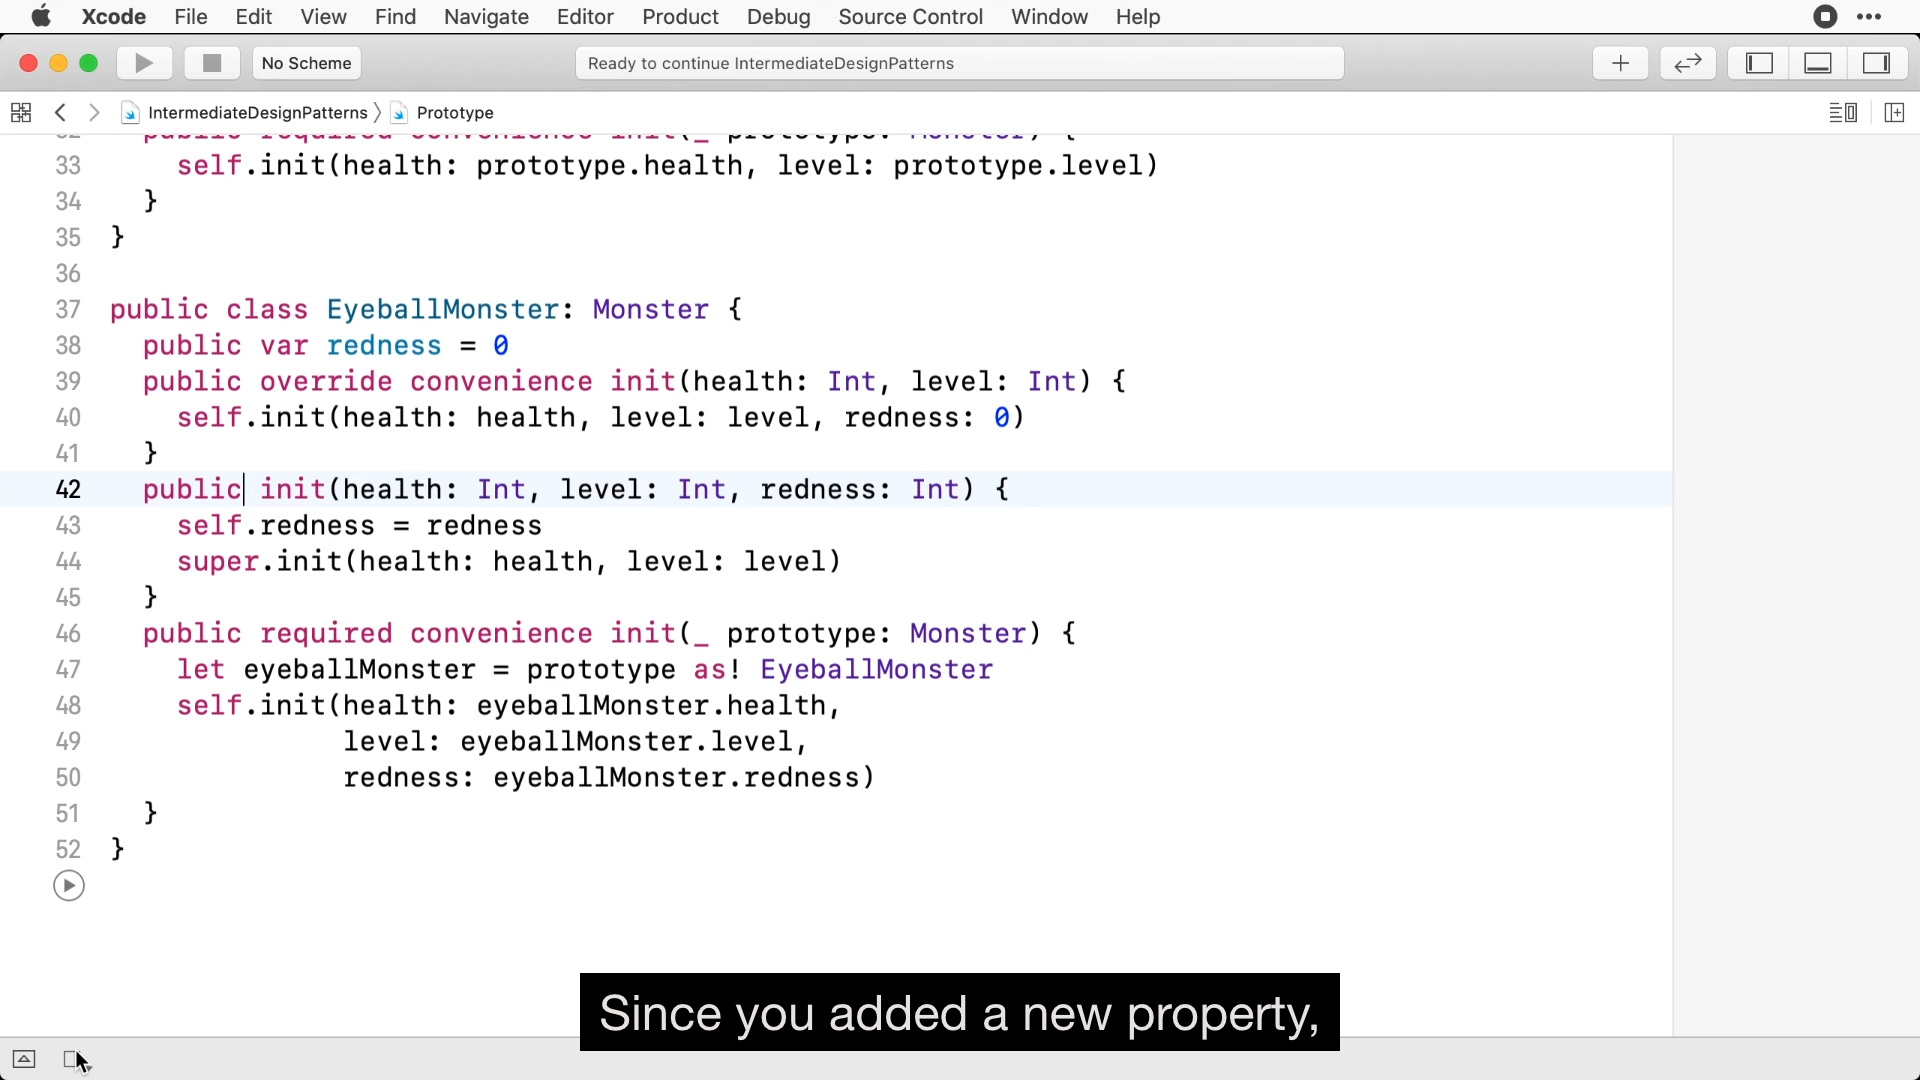 Xcode File Edit View Find Navigate Editor Product Debug Source Control Window Help
No Scheme
Ready to continue IntermediateDesignPatterns
IntermediateDesignPatterns Prototype
32 public required convenience init(_ prototype: Monster) {
33 self.init(health: prototype.health, level: prototype.level)
34 }
35 }
36
37 public class EyeballMonster: Monster {
38 public var redness = 0
39 public override convenience init(health: Int, level: Int) {
40 self.init(health: health, level: level, redness: 0)
41 }
42 public init(health: Int, level: Int, redness: Int) {
43 self.redness = redness
44 super.init(health: health, level: level)
45 }
46 public required convenience init(_ prototype: Monster) {
47 let eyeballMonster = prototype as! EyeballMonster
48 self.init(health: eyeballMonster.health,
49 level: eyeballMonster.level,
50 redness: eyeballMonster.redness)
51 }
52 }
Since you added a new property,